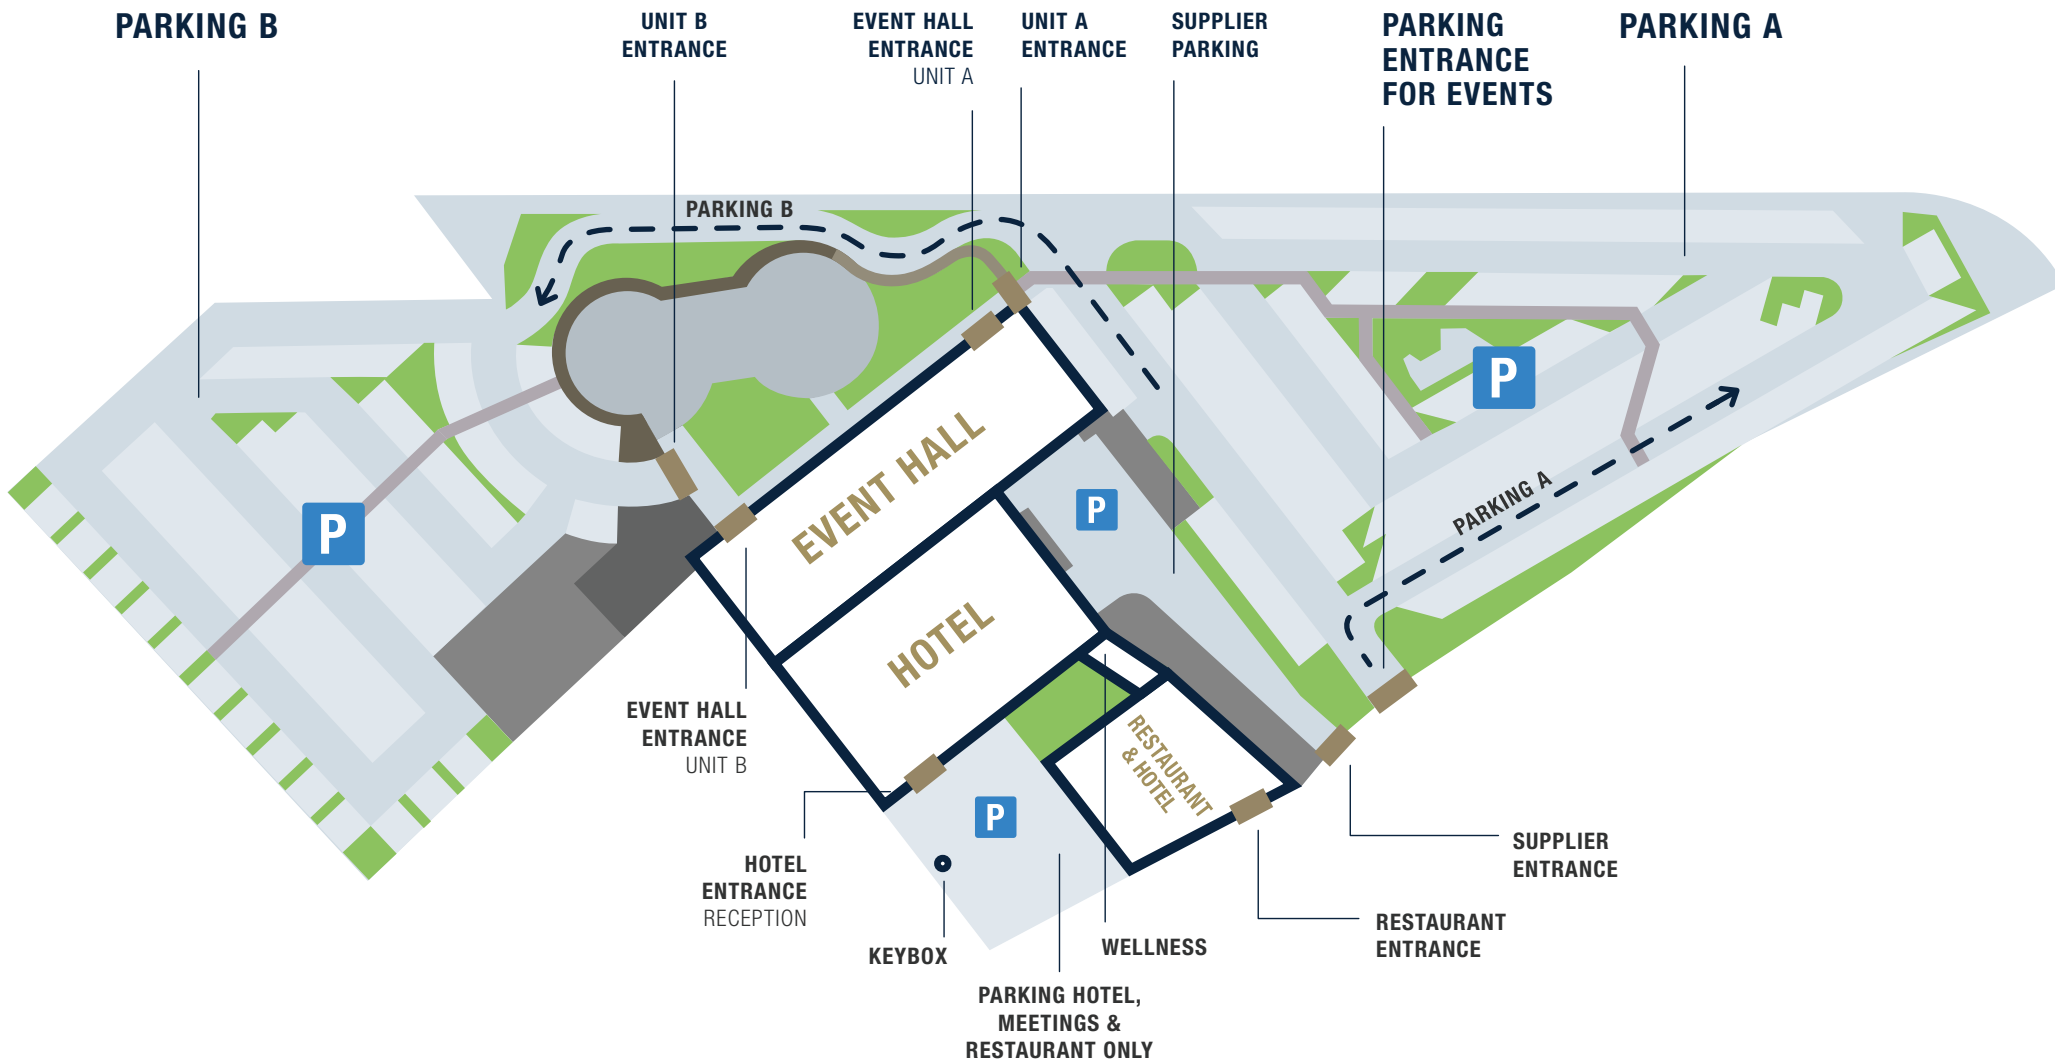 PARKING B
UNIT B
ENTRANCE
EVENT HALL
ENTRANCE
UNIT A
UNIT A
ENTRANCE
SUPPLIER
PARKING
PARKING
ENTRANCE
FOR EVENTS
PARKING A
PARKING B
P
P
P
P
PARKING A
EVENT HALL
HOTEL
RESTAURANT
& HOTEL
EVENT HALL
ENTRANCE
UNIT B
HOTEL
ENTRANCE
RECEPTION
KEYBOX
PARKING HOTEL,
MEETINGS &
RESTAURANT ONLY
WELLNESS
RESTAURANT
ENTRANCE
SUPPLIER
ENTRANCE